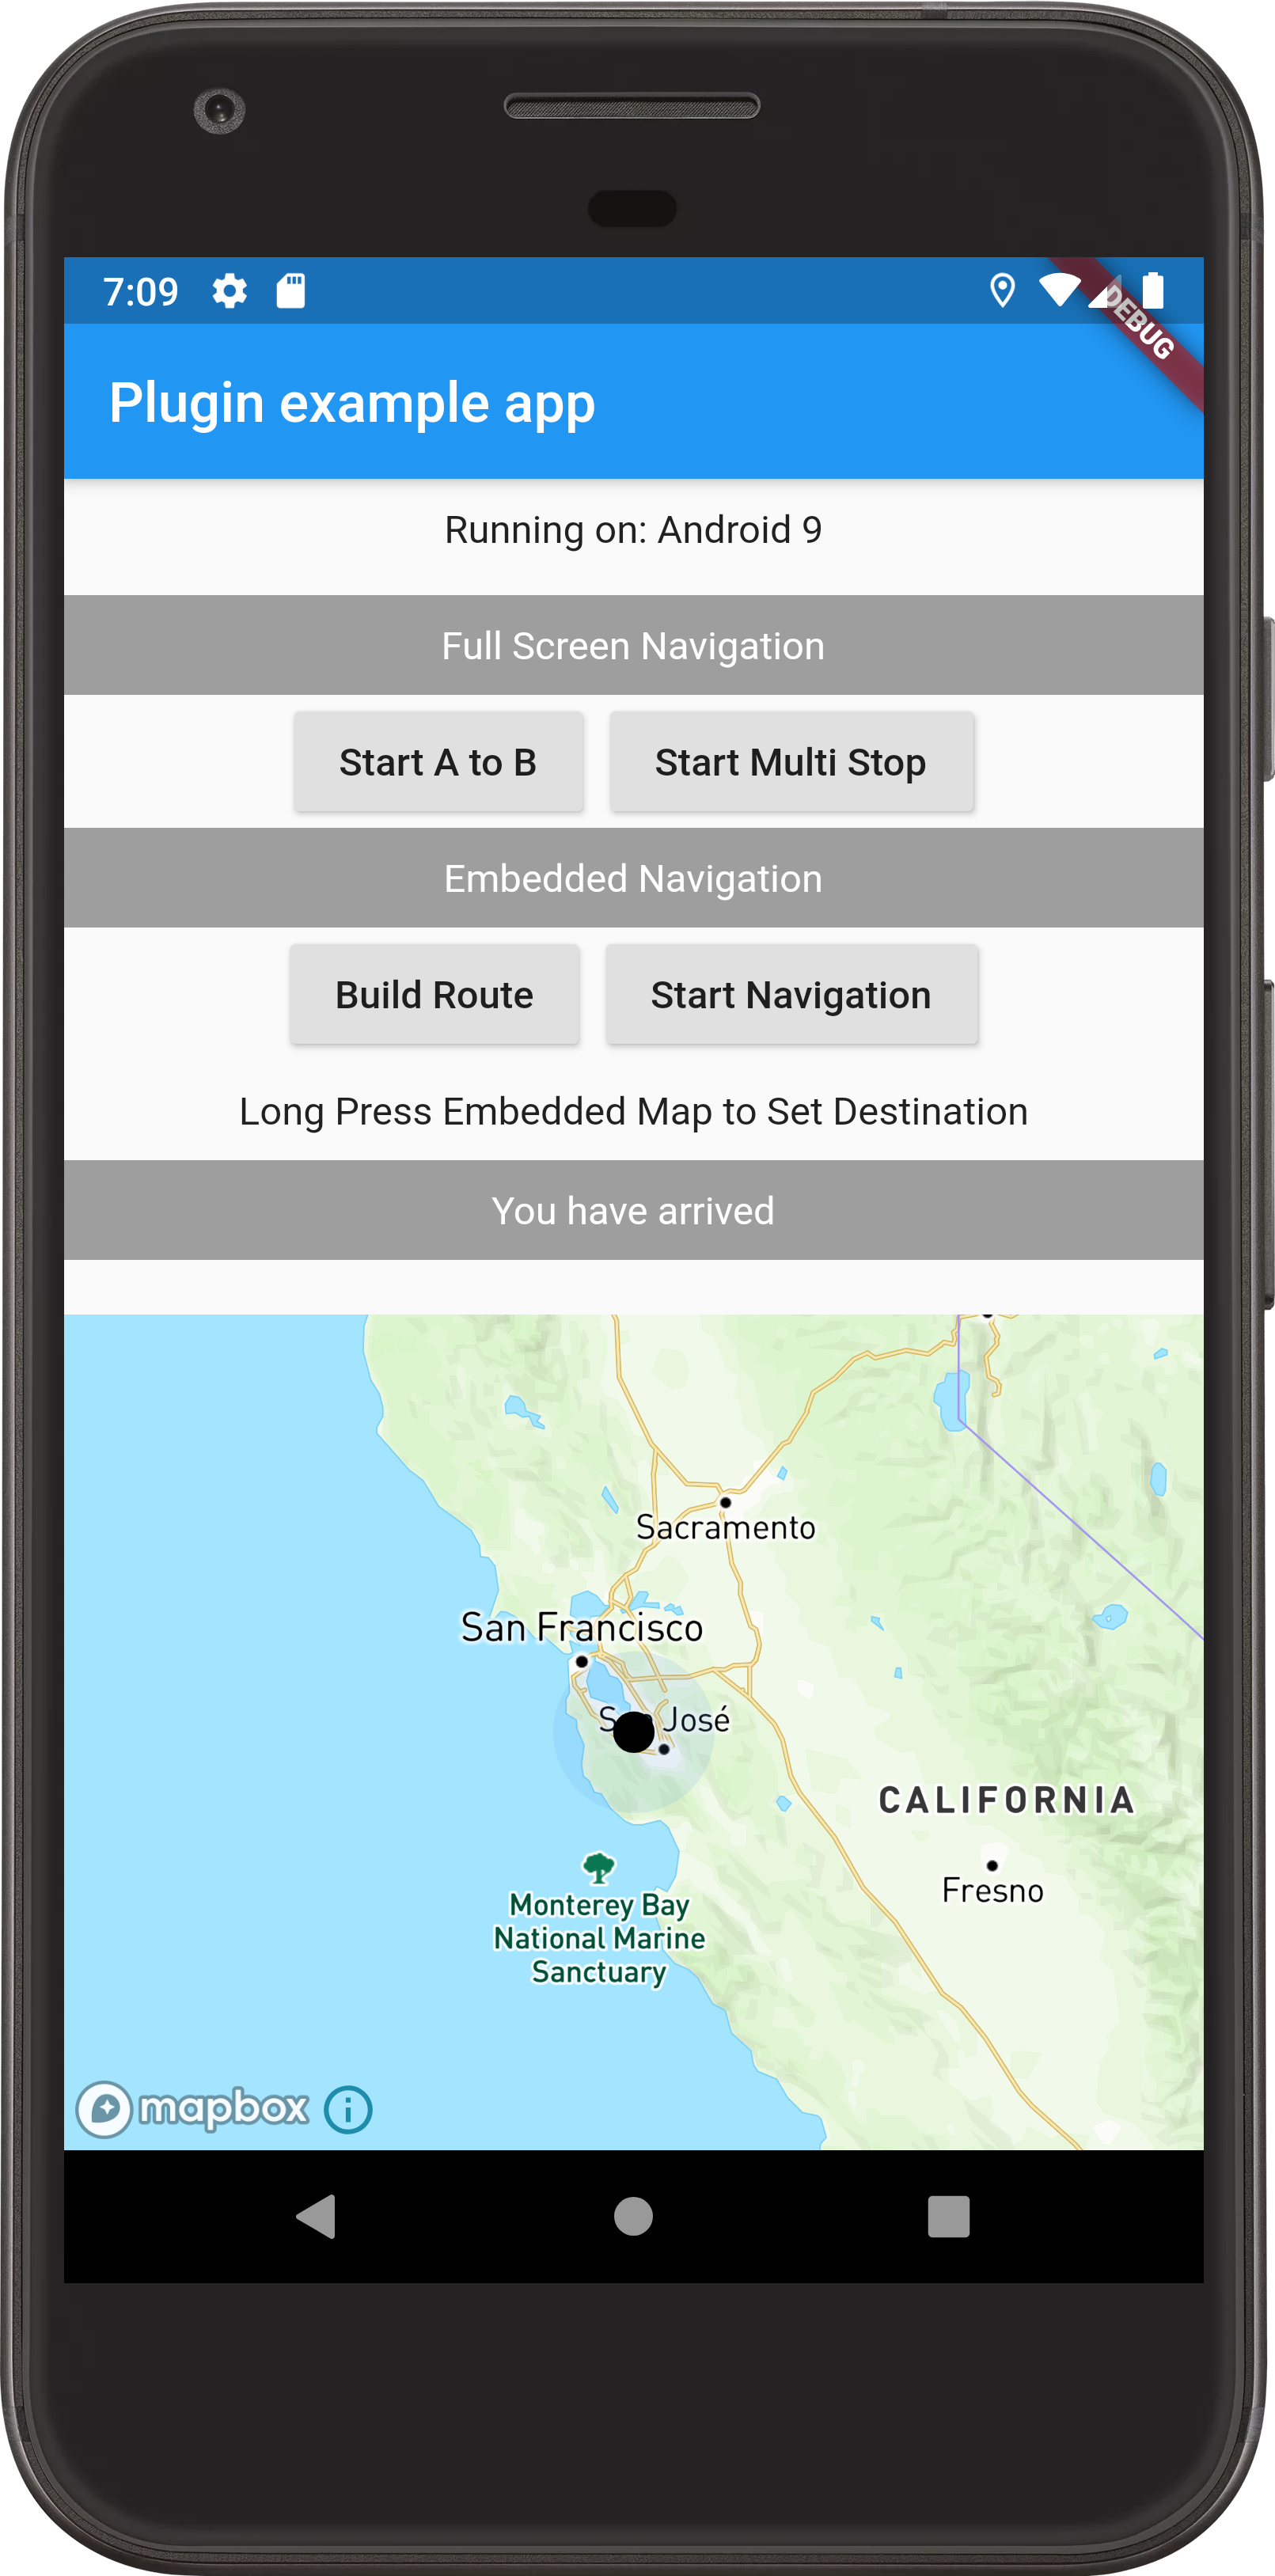 7:09
DEBUG
Plugin example app
Running on: Android 9
Full Screen Navigation
Start A to B
Start Multi Stop
Embedded Navigation
Build Route
Start Navigation
Long Press Embedded Map to Set Destination
You have arrived
Sacramento
San Francisco
José
CALIFORNIA
Fresno
Monterey Bay
National Marine
Sanctuary
mapbox